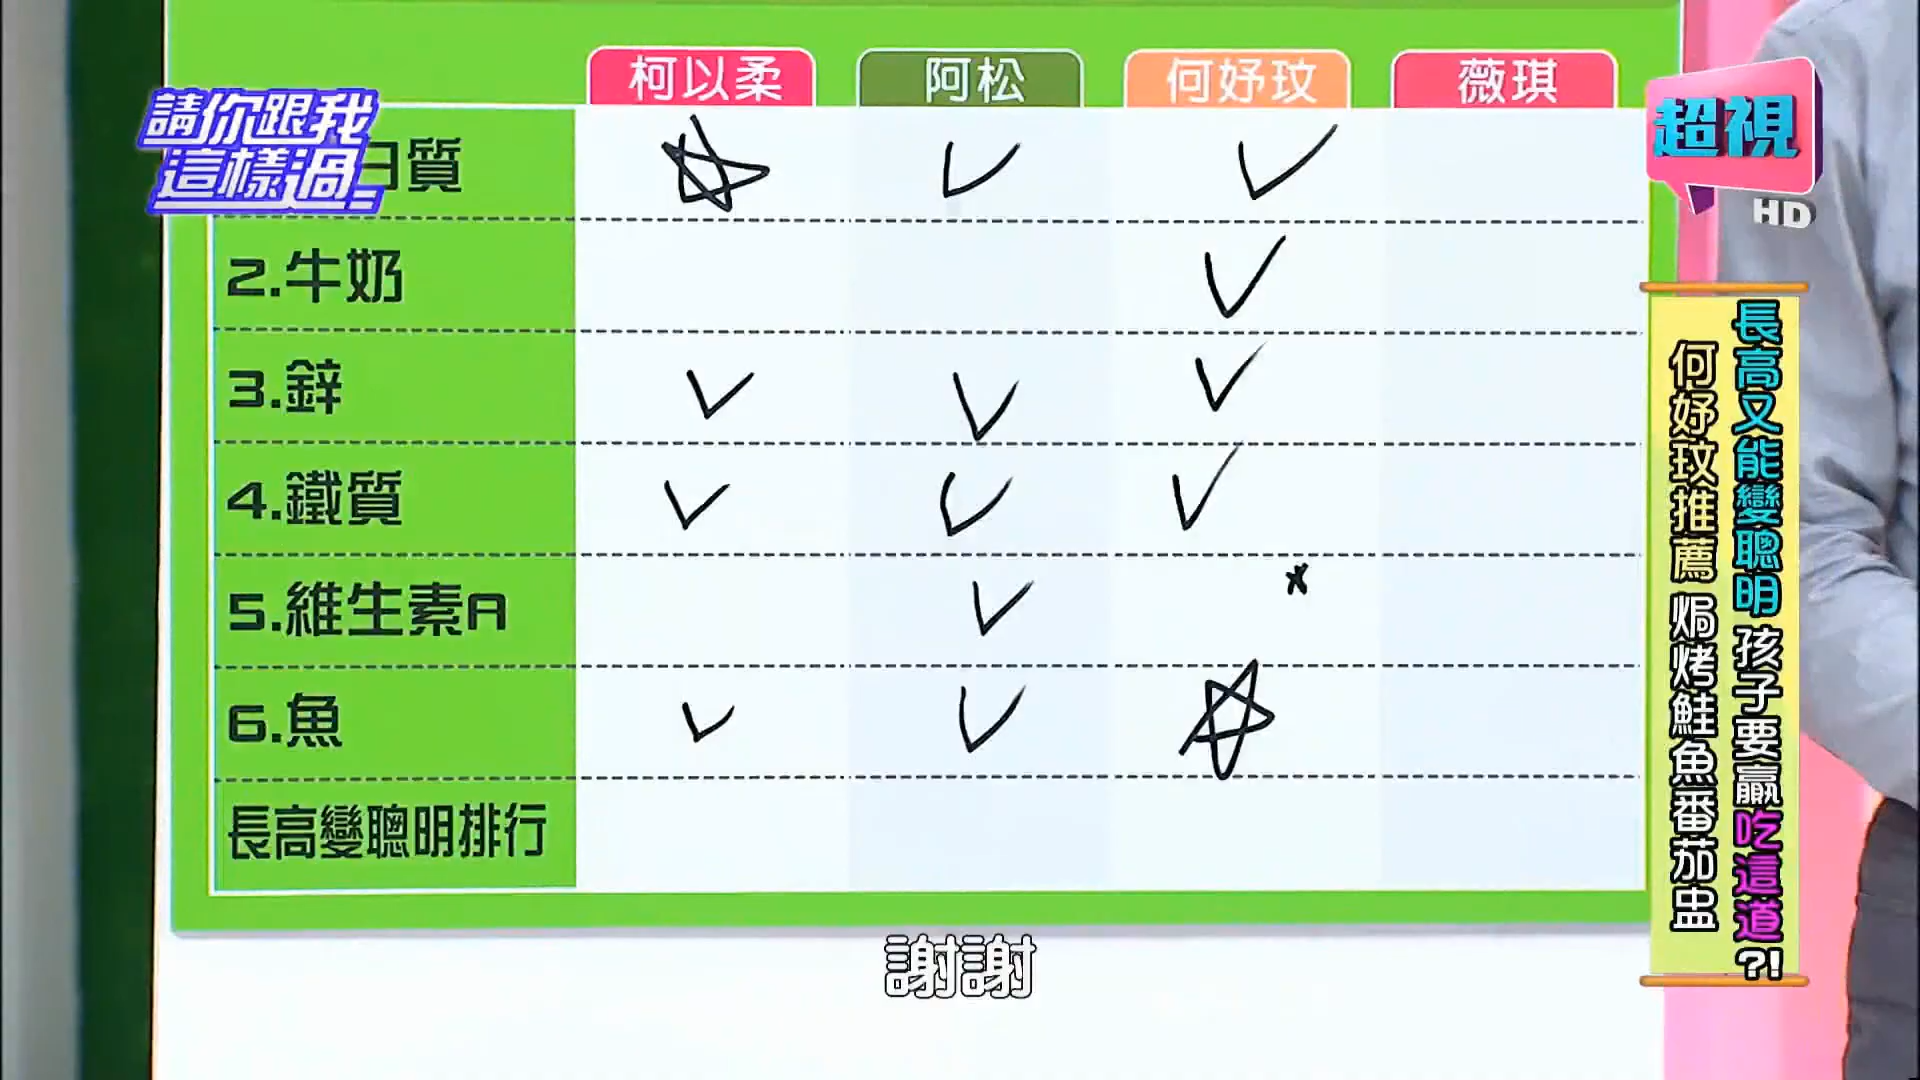 柯以柔 阿松 何妤玟 薇琪
請你跟我
這樣過
超視
HD
白質
2.牛奶
3.鋅
4.鐵質
5.維生素A
6.魚
長高變聰明排行
長高又能變聰明 孩子要贏吃這道?!
何妤玟推薦 焗烤鮭魚番茄盅
謝謝